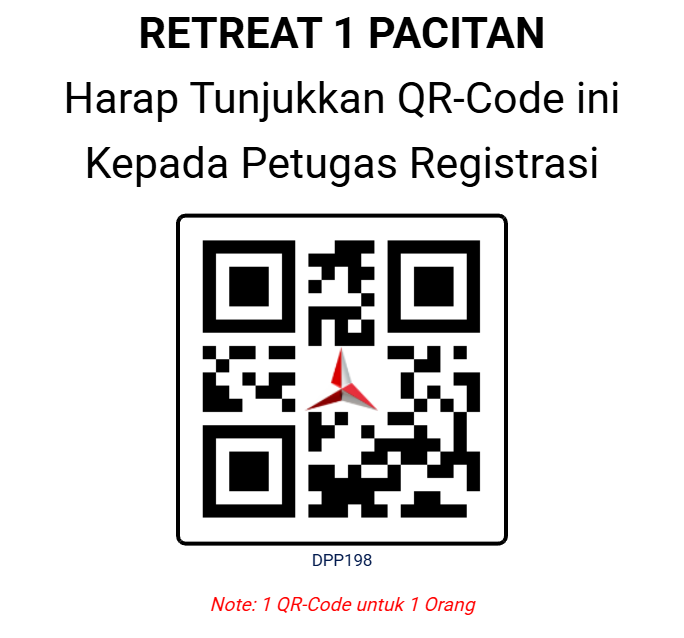 RETREAT 1 PACITAN
Harap Tunjukkan QR-Code ini
Kepada Petugas Registrasi
DPP198
Note: 1 QR-Code untuk 1 Orang